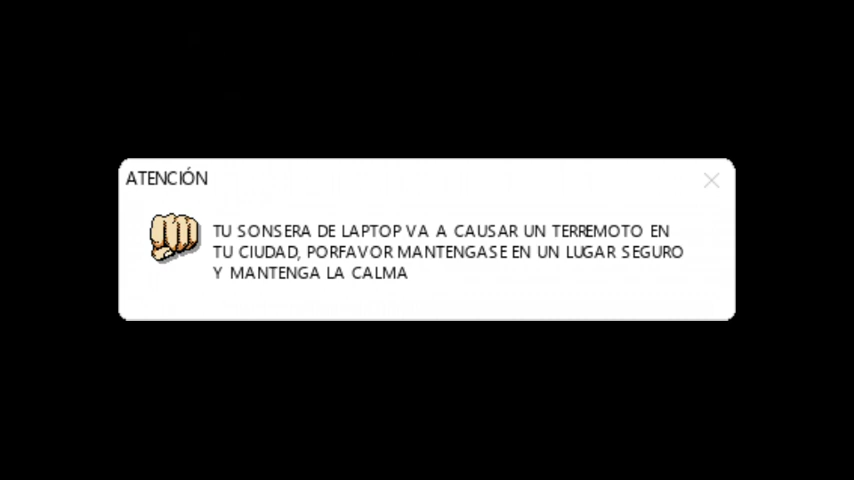 ATENCIÓN
TU SONSERA DE LAPTOP VA A CAUSAR UN TERREMOTO EN
TU CIUDAD, PORFAVOR MANTENGASE EN UN LUGAR SEGURO
Y MANTENGA LA CALMA